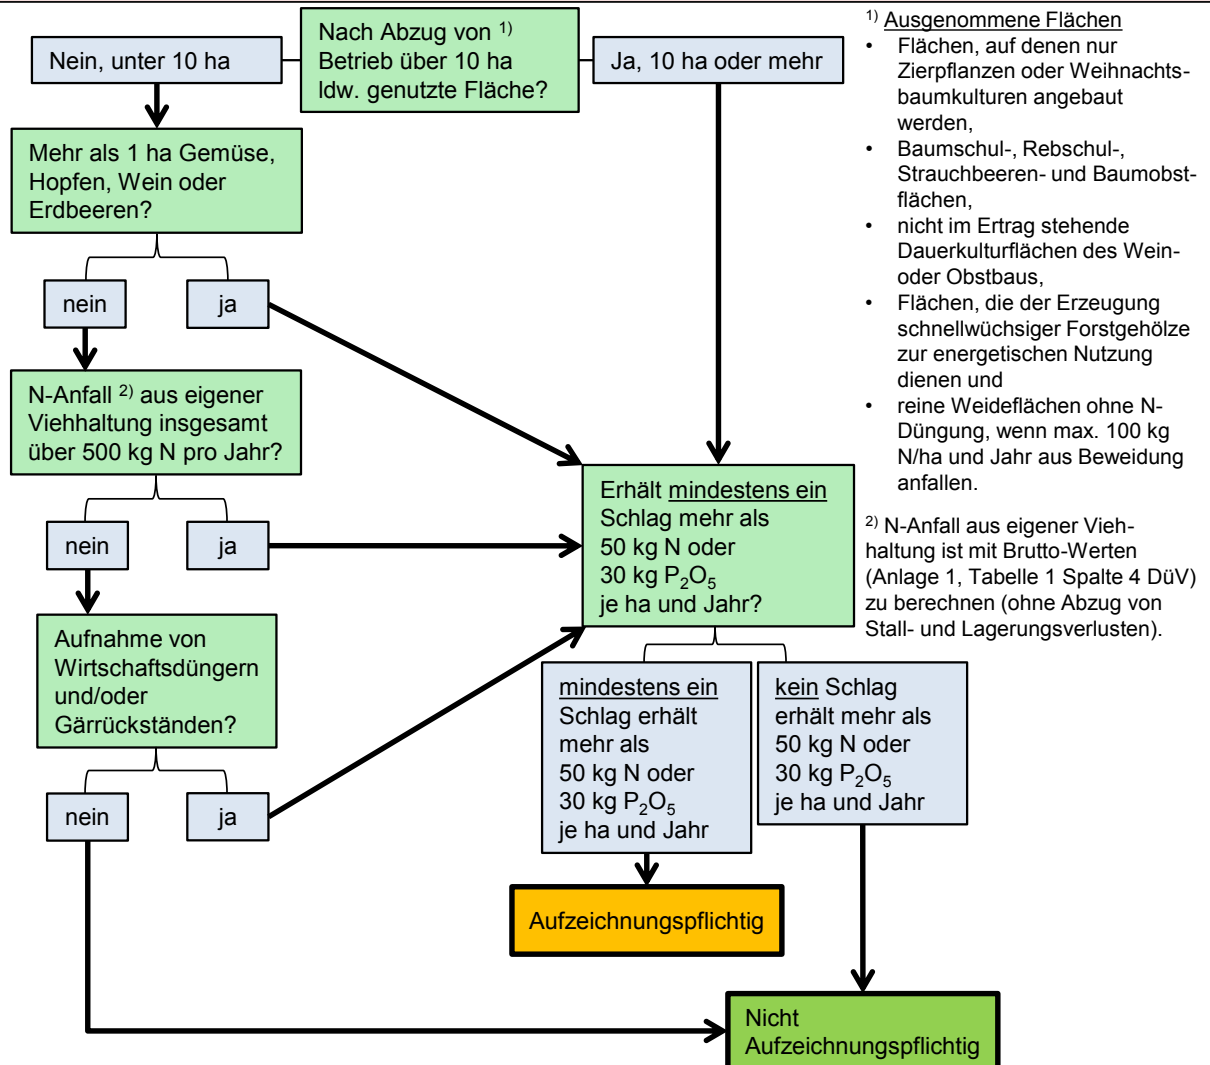 Nach Abzug von 1)
Betrieb über 10 ha
ldw. genutzte Fläche?
Nein, unter 10 ha
Ja, 10 ha oder mehr
Mehr als 1 ha Gemüse,
Hopfen, Wein oder
Erdbeeren?
nein
ja
N-Anfall 2) aus eigener
Viehhaltung insgesamt
über 500 kg N pro Jahr?
nein
ja
Aufnahme von
Wirtschaftsdüngern
und/oder
Gärrückständen?
nein
ja
Erhält mindestens ein
Schlag mehr als
50 kg N oder
30 kg P2O5
je ha und Jahr?
mindestens ein
Schlag erhält
mehr als
50 kg N oder
30 kg P2O5
je ha und Jahr
kein Schlag
erhält mehr als
50 kg N oder
30 kg P2O5
je ha und Jahr
Aufzeichnungspflichtig
Nicht
Aufzeichnungspflichtig
1) Ausgenommene Flächen
• Flächen, auf denen nur
Zierpflanzen oder Weihnachts-
baumkulturen angebaut
werden,
• Baumschul-, Rebschul-,
Strauchbeeren- und Baumobst-
flächen,
• nicht im Ertrag stehende
Dauerkulturflächen des Wein-
oder Obstbaus,
• Flächen, die der Erzeugung
schnellwüchsiger Forstgehölze
zur energetischen Nutzung
dienen und
• reine Weideflächen ohne N-
Düngung, wenn max. 100 kg
N/ha und Jahr aus Beweidung
anfallen.
2) N-Anfall aus eigener Vieh-
haltung ist mit Brutto-Werten
(Anlage 1, Tabelle 1 Spalte 4 DüV)
zu berechnen (ohne Abzug von
Stall- und Lagerungsverlusten).